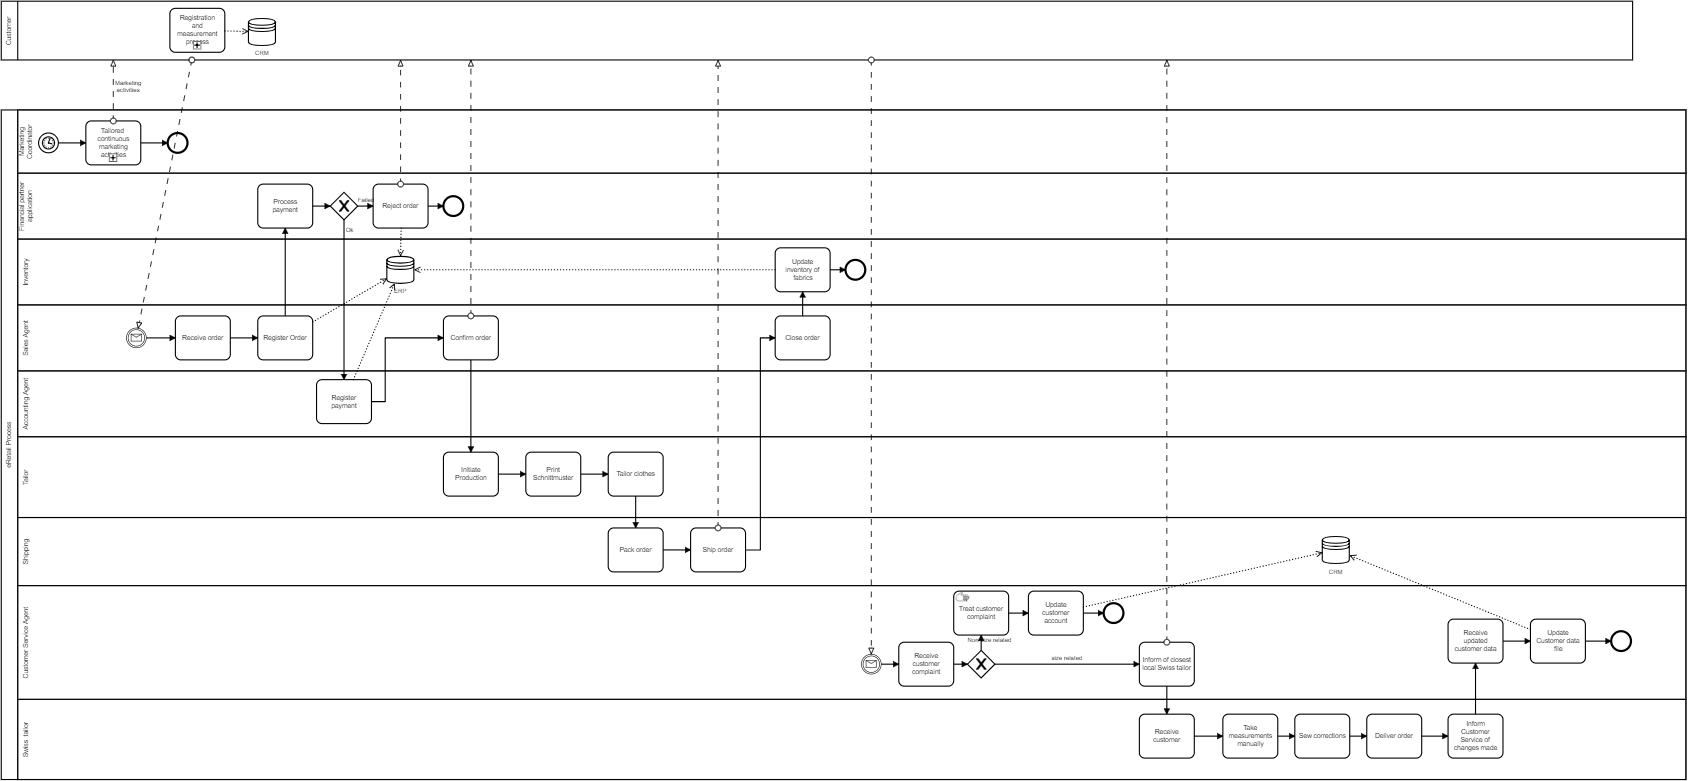 Customer
Registration
and
measurement
process
CRM
Marketing
activities
eRetail Process
Marketing
Coordinator
Tailored
continuous
marketing
activities
Financial partner
application
Process
payment
Failed
Reject order
Ok
Inventory
ERP
Update
inventory of
fabrics
Sales Agent
Receive order
Register Order
Confirm order
Close order
Accounting Agent
Register
payment
Tailor
Initiate
Production
Print
Schnittmuster
Tailor clothes
Shipping
Pack order
Ship order
CRM
Customer Service Agent
Receive
customer
complaint
Treat customer
complaint
Update
customer
account
Non size related
size related
Inform of closest
local Swiss tailor
Receive
updated
customer data
Update
Customer data
file
Swiss tailor
Receive
customer
Take
measurements
manually
Sew corrections
Deliver order
Inform
Customer
Service of
changes made